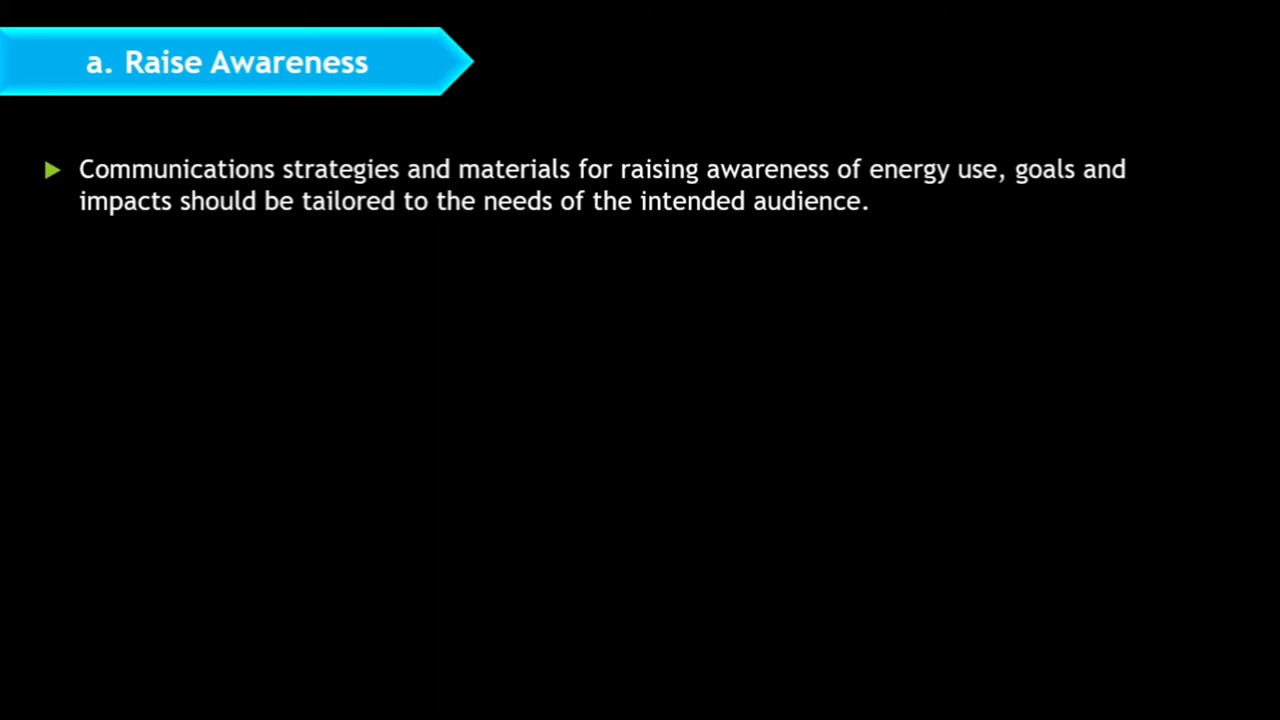 a. Raise Awareness
Communications strategies and materials for raising awareness of energy use, goals and
impacts should be tailored to the needs of the intended audience.